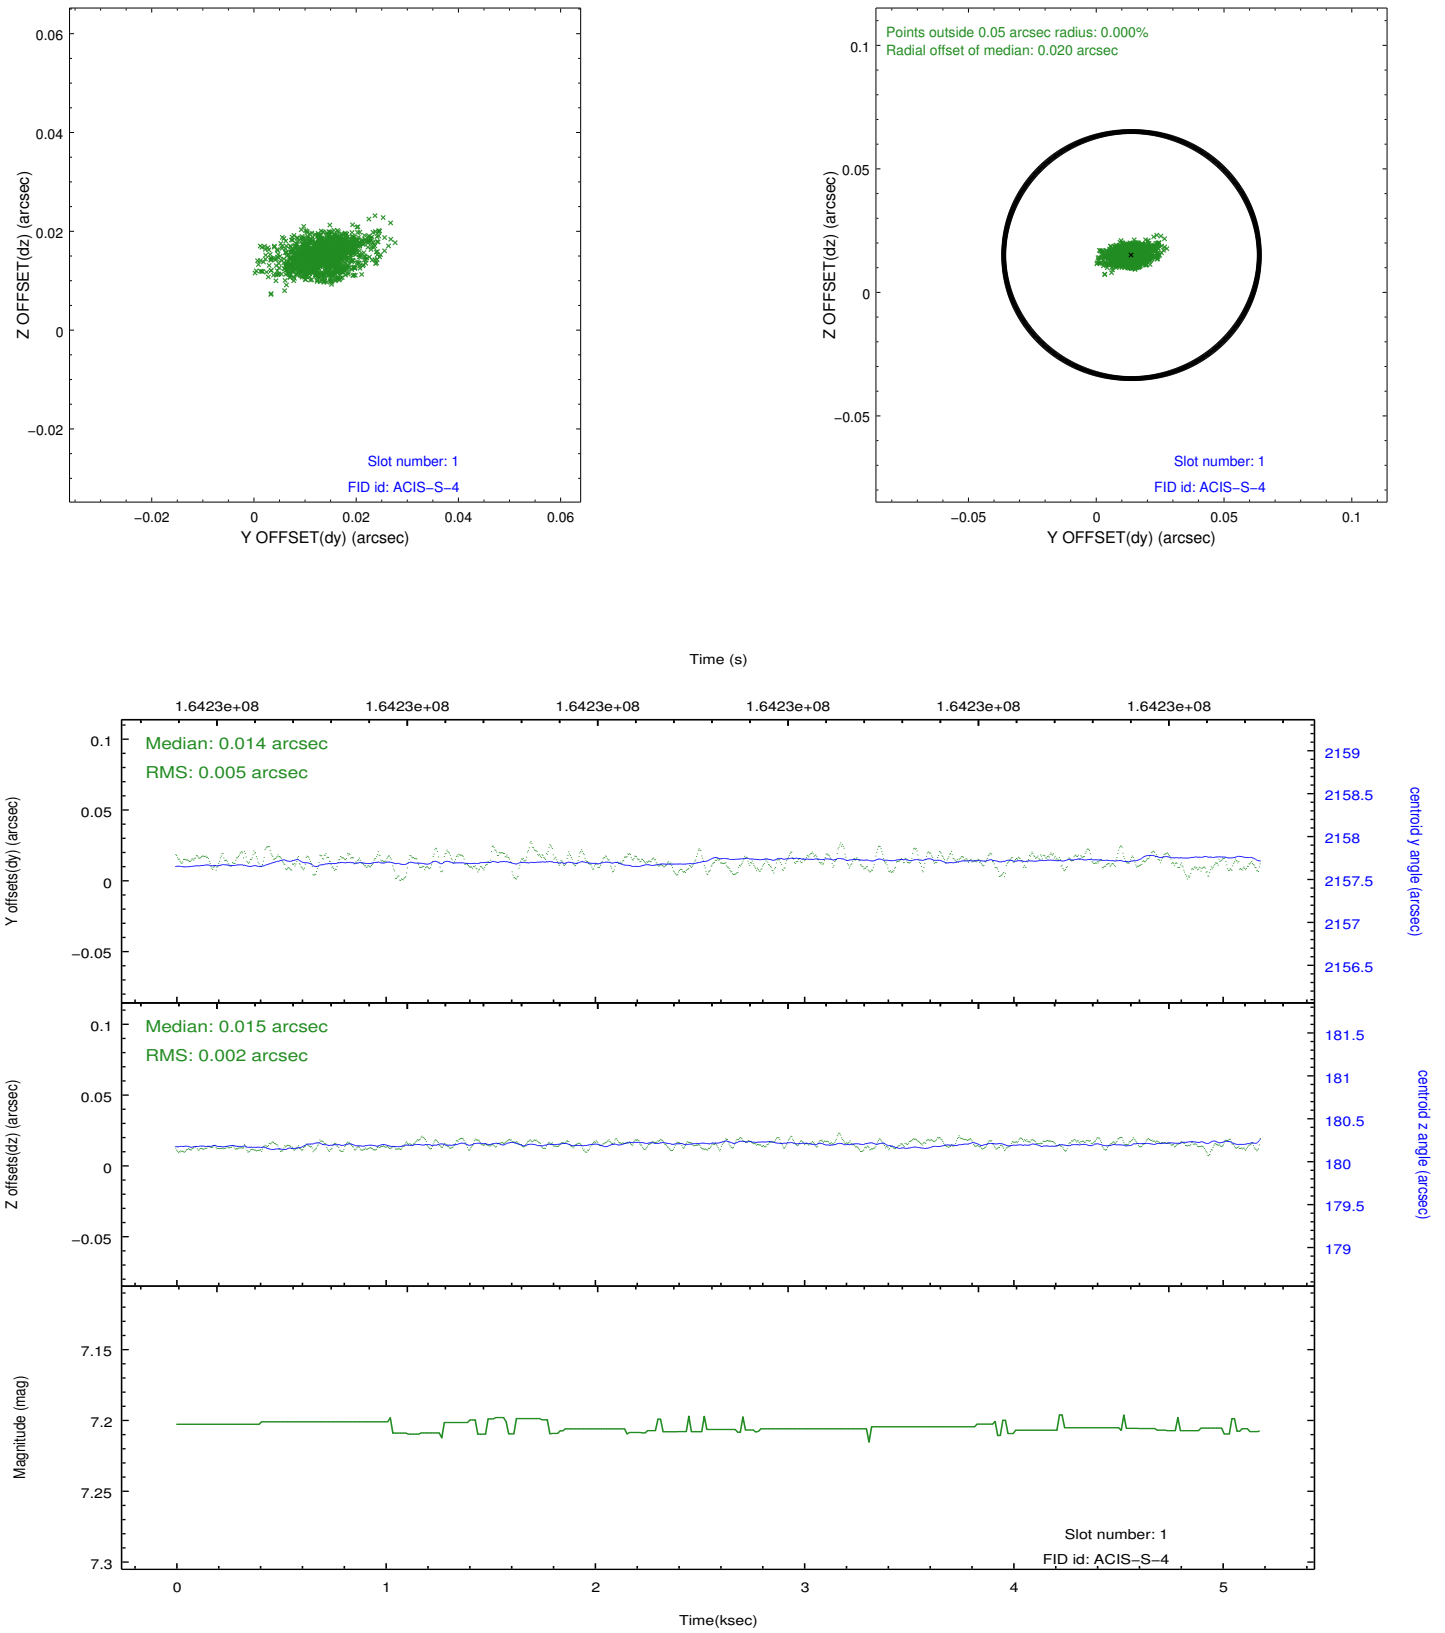 0.06
0.04
0.02
0
−0.02
Z OFFSET(dz) (arcsec)
Slot number: 1
FID id: ACIS−S−4
−0.02 0 0.02 0.04 0.06
Y OFFSET(dy) (arcsec)
Points outside 0.05 arcsec radius: 0.000%
Radial offset of median: 0.020 arcsec
0.1
0.05
0
−0.05
Z OFFSET(dz) (arcsec)
Slot number: 1
FID id: ACIS−S−4
−0.05 0 0.05 0.1
Y OFFSET(dy) (arcsec)
Time (s)
1.6423e+08 1.6423e+08 1.6423e+08 1.6423e+08 1.6423e+08 1.6423e+08
Median: 0.014 arcsec
RMS: 0.005 arcsec
0.1
0.05
0
−0.05
Y offsets(dy) (arcsec)
2159
2158.5
2158
2157.5
2157
2156.5
centroid y angle (arcsec)
Median: 0.015 arcsec
RMS: 0.002 arcsec
0.1
0.05
0
−0.05
Z offsets(dz) (arcsec)
181.5
181
180.5
180
179.5
179
centroid z angle (arcsec)
7.15
7.2
7.25
7.3
Magnitude (mag)
Slot number: 1
FID id: ACIS−S−4
0 1 2 3 4 5
Time(ksec)